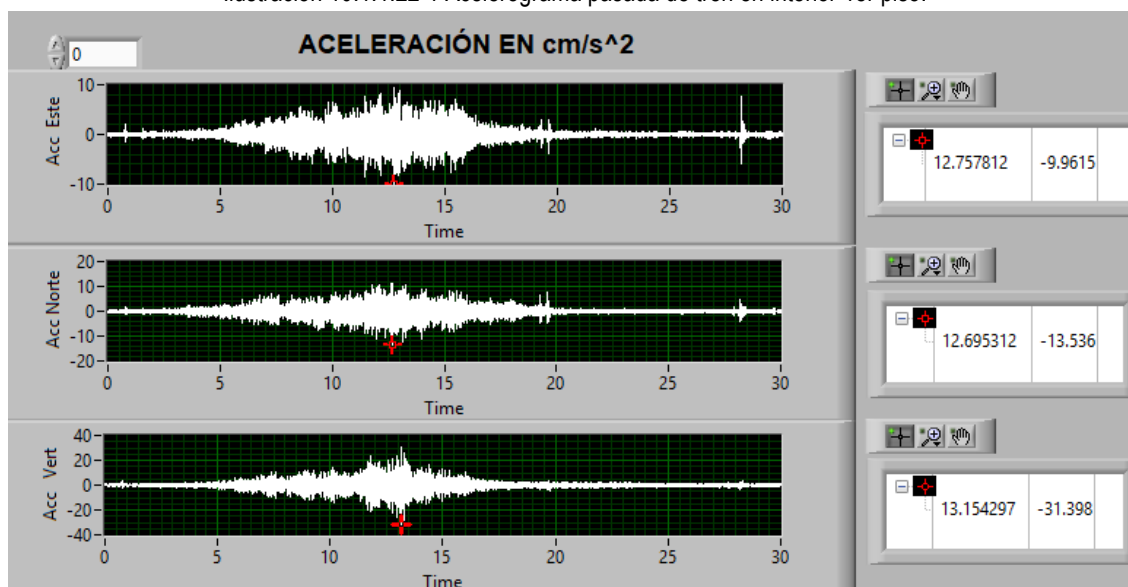 ACELERACIÓN EN cm/s^2
0
10
0
-10
Acc Este
0 5 10 15 20 25 30
Time
12.757812 -9.9615
20
10
0
-10
-20
Acc Norte
0 5 10 15 20 25 30
Time
12.695312 -13.536
40
20
0
-20
-40
Acc Vert
0 5 10 15 20 25 30
Time
13.154297 -31.398